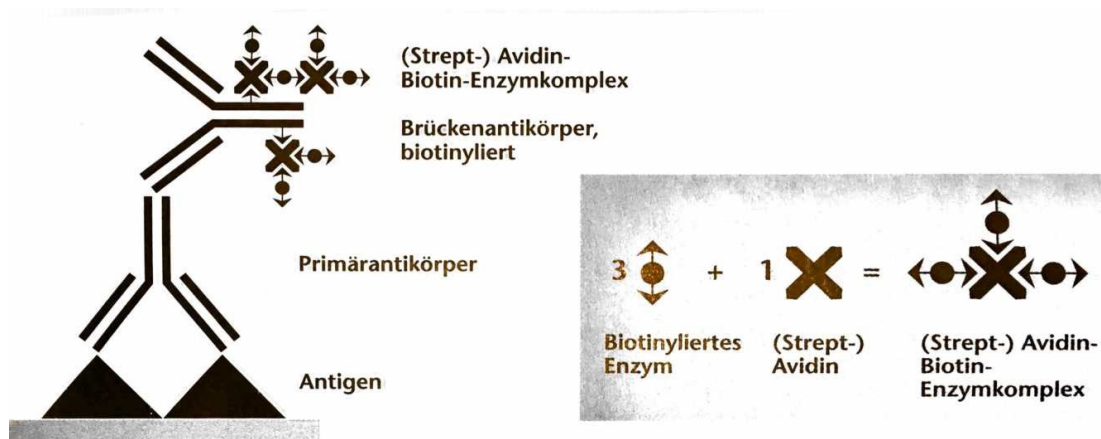 (Strept-) Avidin-
Biotin-Enzymkomplex
Brückenantikörper,
biotinyliert
Primärantikörper
Antigen
3 + 1 =
Biotinyliertes
Enzym
(Strept-)
Avidin
(Strept-) Avidin-
Biotin-
Enzymkomplex